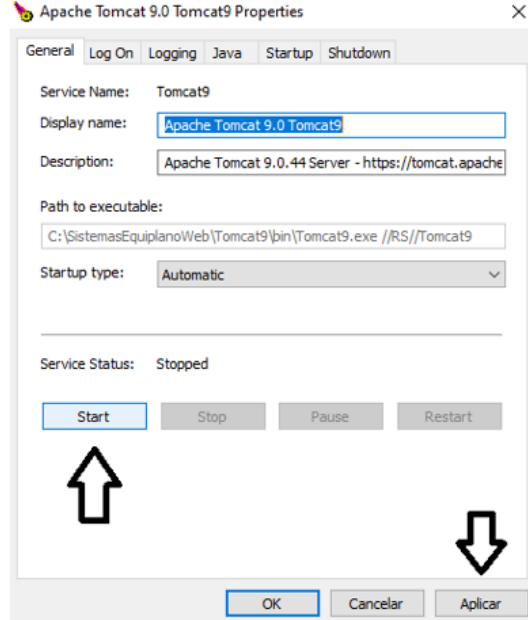 Apache Tomcat 9.0 Tomcat9 Properties
General Log On Logging Java Startup Shutdown
Service Name: Tomcat9
Display name: Apache Tomcat 9.0 Tomcat9
Description: Apache Tomcat 9.0.44 Server - https://tomcat.apache
Path to executable:
C:\SistemasEquiplanoWeb\Tomcat9\bin\Tomcat9.exe //RS//Tomcat9
Startup type: Automatic
Service Status: Stopped
Start Stop Pause Restart
OK Cancelar Aplicar